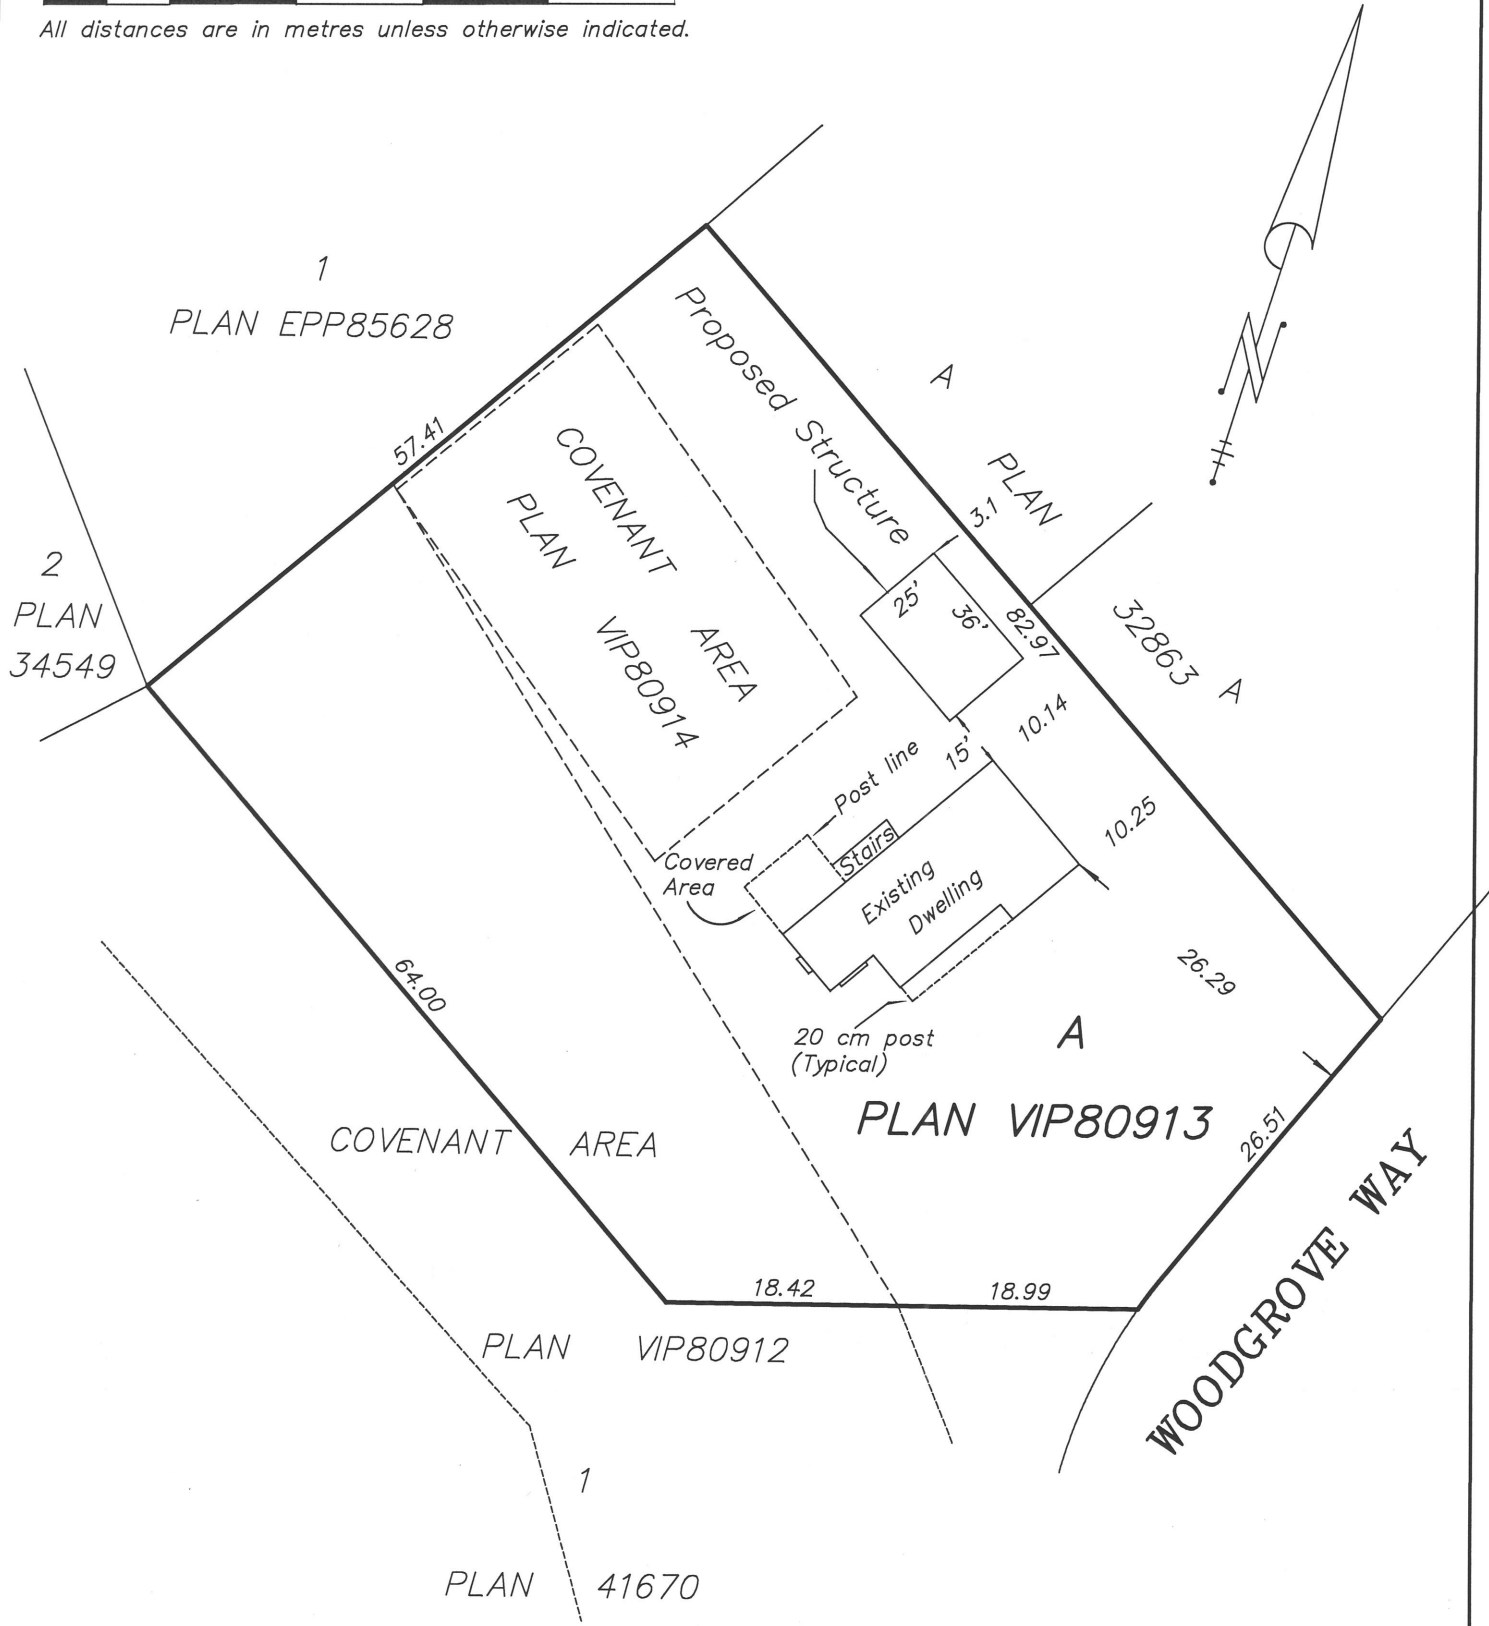 All distances are in metres unless otherwise indicated.
1
PLAN EPP85628
57.41
2
PLAN
34549
Proposed Structure
A
PLAN
32863
A
N
COVENANT AREA
PLAN VIP80914
3.1
25'
36'
82.97
10.14
15'
Post line
Stairs
Covered
Area
Existing
Dwelling
10.25
26.29
64.00
20 cm post
(Typical)
A
PLAN VIP80913
26.51
COVENANT AREA
18.42
18.99
PLAN VIP80912
WOODGROVE WAY
1
PLAN 41670